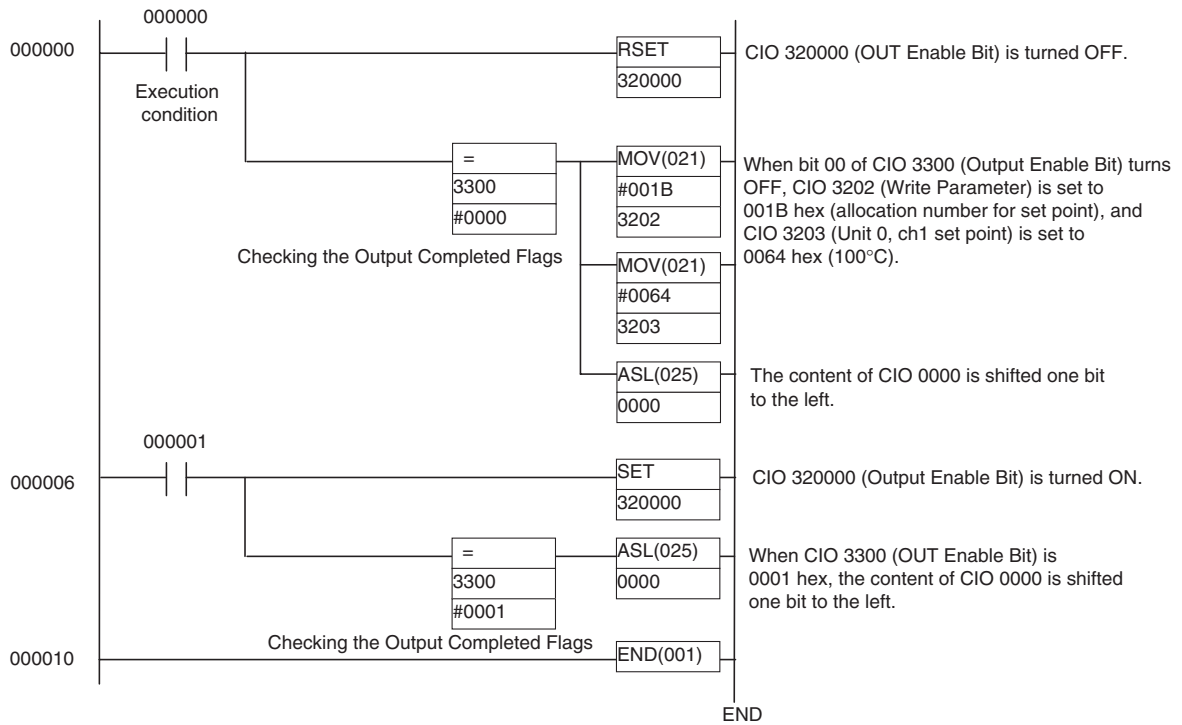 000000
000000
RSET
CIO 320000 (OUT Enable Bit) is turned OFF.
320000
Execution
condition
=
MOV(021)
When bit 00 of CIO 3300 (Output Enable Bit) turns
3300
#001B
OFF, CIO 3202 (Write Parameter) is set to
#0000
3202
001B hex (allocation number for set point), and
CIO 3203 (Unit 0, ch1 set point) is set to
0064 hex (100°C).
Checking the Output Completed Flags
MOV(021)
#0064
3203
ASL(025)
The content of CIO 0000 is shifted one bit
0000
to the left.
000001
000006
SET
CIO 320000 (Output Enable Bit) is turned ON.
320000
=
ASL(025)
When CIO 3300 (OUT Enable Bit) is
3300
0000
0001 hex, the content of CIO 0000 is shifted
#0001
one bit to the left.
Checking the Output Completed Flags
000010
END(001)
END